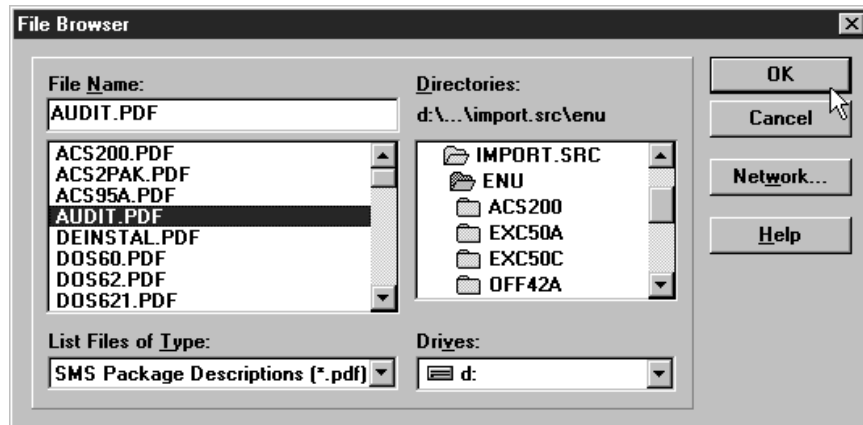 File Browser
File Name:
AUDIT.PDF
ACS200.PDF
ACS2PAK.PDF
ACS95A.PDF
AUDIT.PDF
DEINSTAL.PDF
DOS60.PDF
DOS62.PDF
DOS621.PDF
List Files of Type:
SMS Package Descriptions (*.pdf)
Directories:
d:\...\import.src\enu
IMPORT.SRC
ENU
ACS200
EXC50A
EXC50C
OFF42A
Drives:
d:
OK
Cancel
Network...
Help